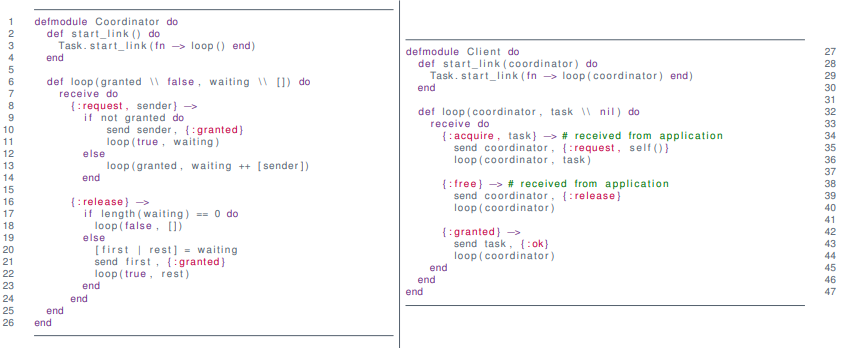 1 defmodule Coordinator do
2 def start_link() do
3 Task.start_link(fn -> loop() end)
4 end
5
6 def loop(granted \\ false, waiting \\ []) do
7 receive do
8 {:request, sender} ->
9 if not granted do
10 send sender, {:granted}
11 loop(true, waiting)
12 else
13 loop(granted, waiting ++ [sender])
14 end
15
16 {:release} ->
17 if length(waiting) == 0 do
18 loop(false, [])
19 else
20 [first | rest] = waiting
21 send first, {:granted}
22 loop(true, rest)
23 end
24 end
25 end
26 end
defmodule Client do 27
def start_link(coordinator) do 28
Task.start_link(fn -> loop(coordinator) end) 29
end 30
31
def loop(coordinator, task \\ nil) do 32
receive do 33
{:acquire, task} -> # received from application 34
send coordinator, {:request, self()} 35
loop(coordinator, task) 36
37
{:free} -> # received from application 38
send coordinator, {:release} 39
loop(coordinator) 40
41
{:granted} -> 42
send task, {:ok} 43
loop(coordinator) 44
end 45
end 46
end 47